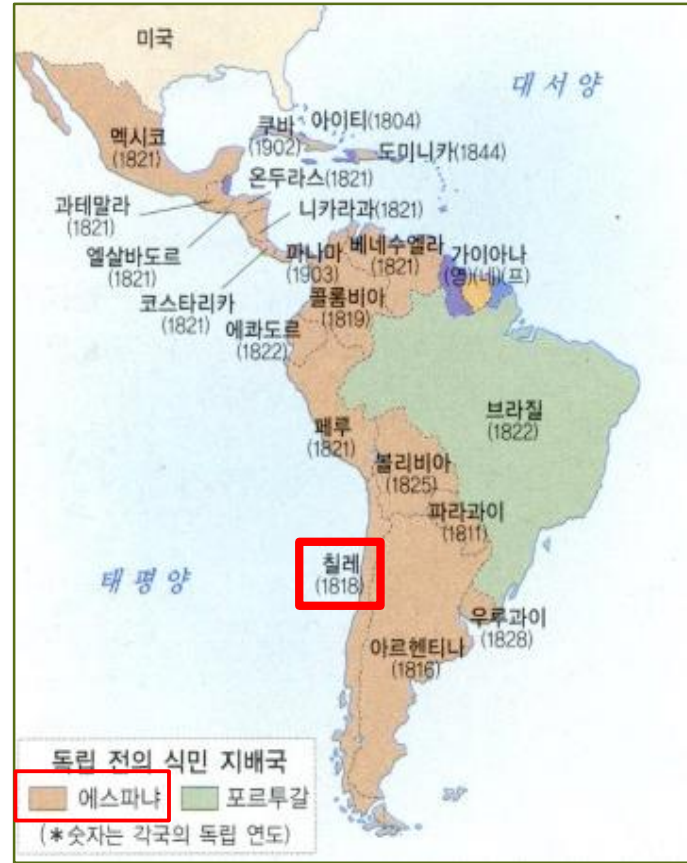 미국
대서양
멕시코
(1821)
쿠바
(1902)
아이티(1804)
도미니카(1844)
온두라스(1821)
과테말라
(1821)
니카라과(1821)
엘살바도르
(1821)
파나마
(1903)
베네수엘라
(1821)
가이아나
(영)(네)(프)
코스타리카
(1821)
콜롬비아
(1819)
에콰도르
(1822)
브라질
(1822)
페루
(1821)
볼리비아
(1825)
파라과이
(1811)
태평양
칠레
(1818)
우루과이
(1828)
아르헨티나
(1816)
독립 전의 식민 지배국
에스파냐 포르투갈
(*숫자는 각국의 독립 연도)